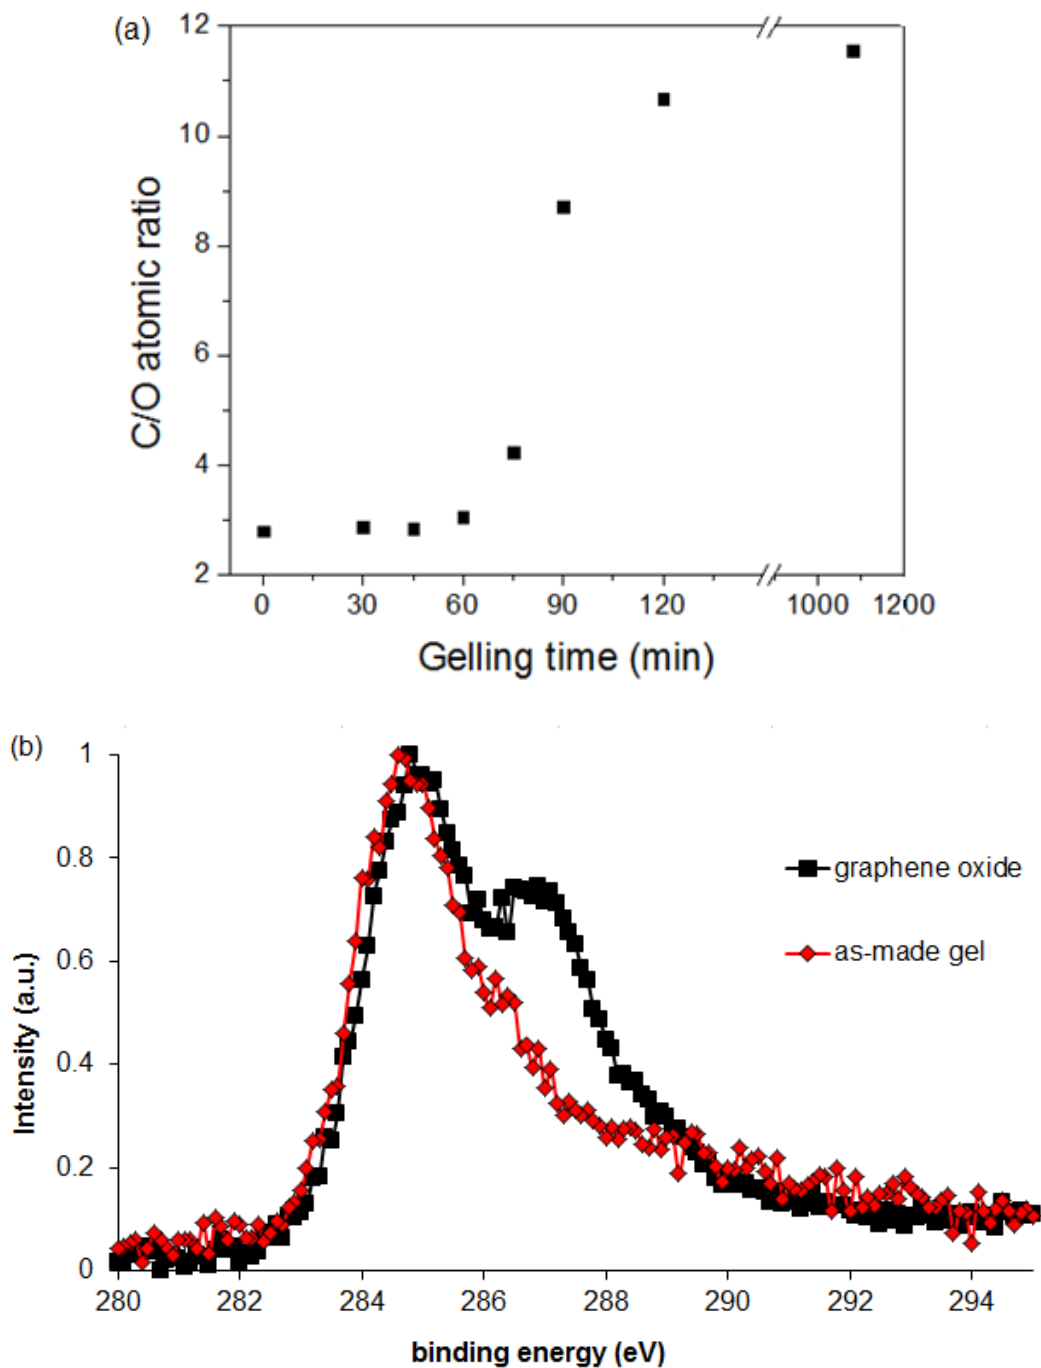 (a)
12
10
8
6
4
2
C/O atomic ratio
0 30 60 90 120 1000 1200
Gelling time (min)
(b)
1
0.8
0.6
0.4
0.2
0
Intensity (a.u.)
graphene oxide
as-made gel
280 282 284 286 288 290 292 294
binding energy (eV)